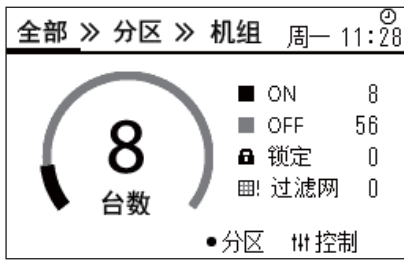 全部 » 分区 » 机组 周一 11:28
8
台数
ON 8
OFF 56
锁定 0
过滤网 0
分区 控制